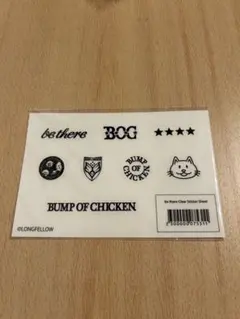 be there
BOC
BUMP
OF
CHICKEN
BUMP OF CHICKEN
be there Clear Sticker Sheet
©LONGFELLOW